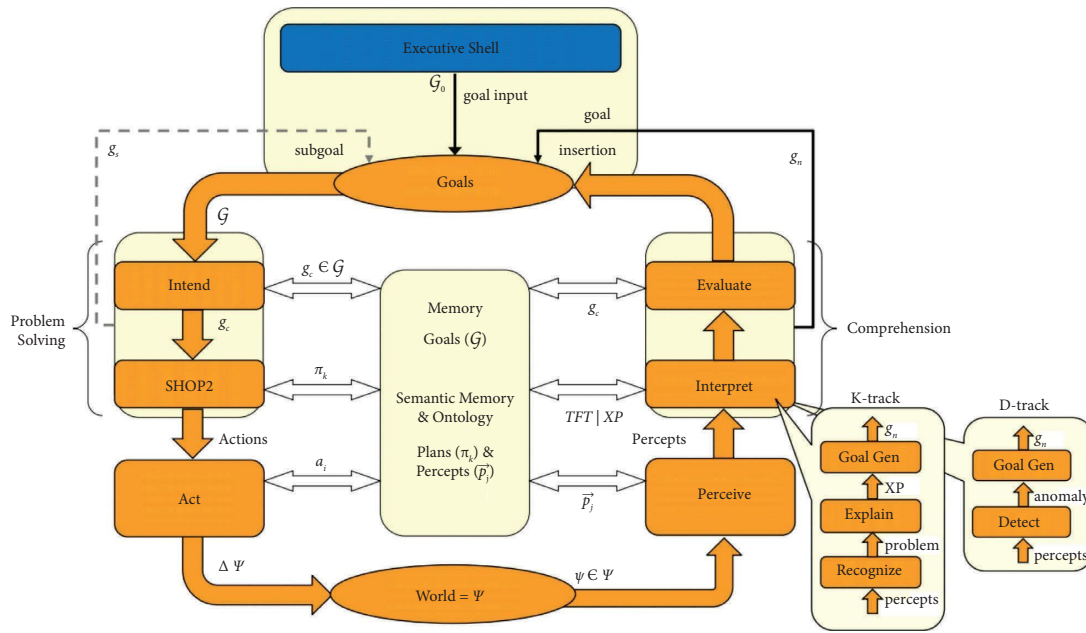 Executive Shell
𝒢₀
goal input
goal
insertion
subgoal
gₛ
gₙ
Goals
𝒢
Problem
Solving
Intend
g꜀
SHOP2
Actions
Act
g꜀ ∈ 𝒢
πₖ
aᵢ
Memory
Goals (𝒢)
Semantic Memory
& Ontology
Plans (πₖ) &
Percepts (p⃗ⱼ)
g꜀
TFT | XP
p⃗ⱼ
Evaluate
Interpret
Comprehension
Percepts
Perceive
Δ Ψ
World = Ψ
ψ ∈ Ψ
K-track
gₙ
Goal Gen
XP
Explain
problem
Recognize
percepts
D-track
gₙ
Goal Gen
anomaly
Detect
percepts